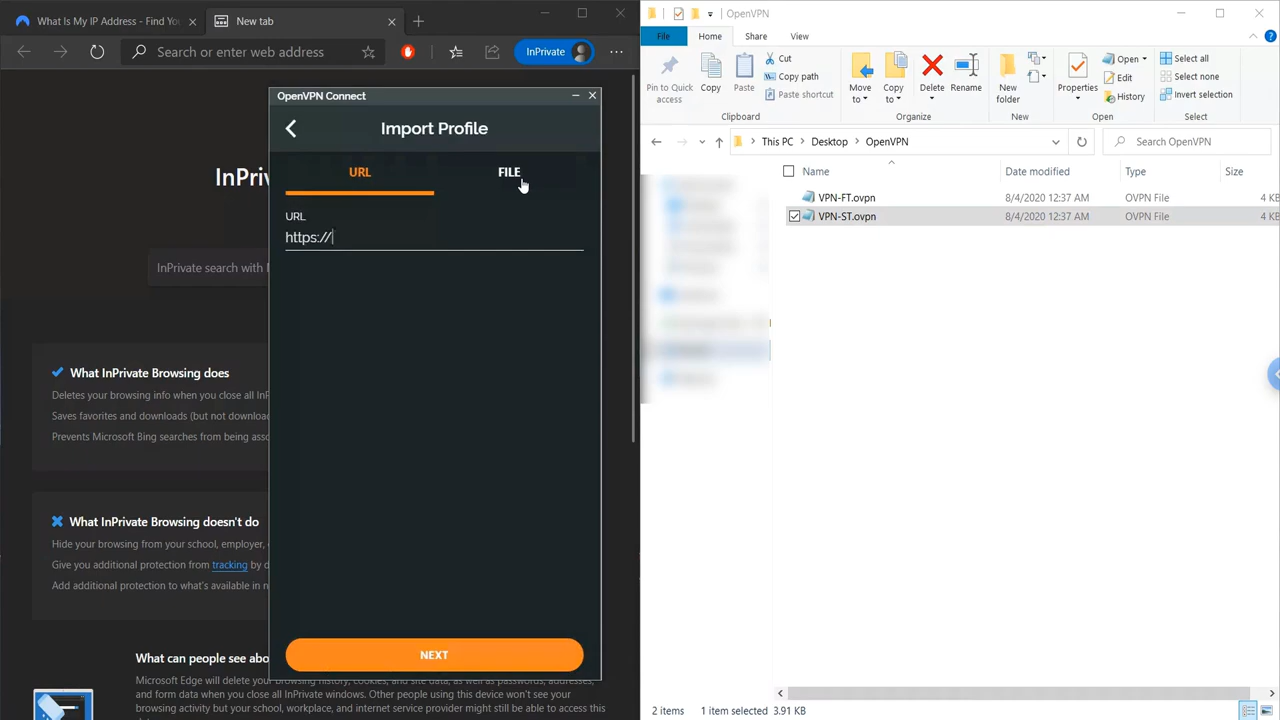 What Is My IP Address - Find Yo
New tab
Search or enter web address
InPrivate
InPriv
InPrivate search with
What InPrivate Browsing does
Deletes your browsing info when you close all InP
Saves favorites and downloads (but not download
Prevents Microsoft Bing searches from being asso
What InPrivate Browsing doesn't do
Hide your browsing from your school, employer,
Give you additional protection from tracking by d
Add additional protection to what's available in n
What can people see abo
Microsoft Edge will delete your browsing history, cookies, and site data, as well as passwords, addresses,
and form data when you close all InPrivate windows. Other people using this device won't see your
browsing activity but your school, workplace, and internet service provider might still be able to access this
OpenVPN Connect
Import Profile
URL
FILE
URL
https://
NEXT
OpenVPN
File
Home
Share
View
Pin to Quick access
Copy
Paste
Cut
Copy path
Paste shortcut
Clipboard
Move to
Copy to
Delete
Rename
Organize
New folder
New
Properties
Open
Edit
History
Open
Select all
Select none
Invert selection
Select
This PC
Desktop
OpenVPN
Search OpenVPN
Name
Date modified
Type
Size
VPN-FT.ovpn
8/4/2020 12:37 AM
OVPN File
4 KB
VPN-ST.ovpn
8/4/2020 12:37 AM
OVPN File
4 KB
2 items
1 item selected 3.91 KB